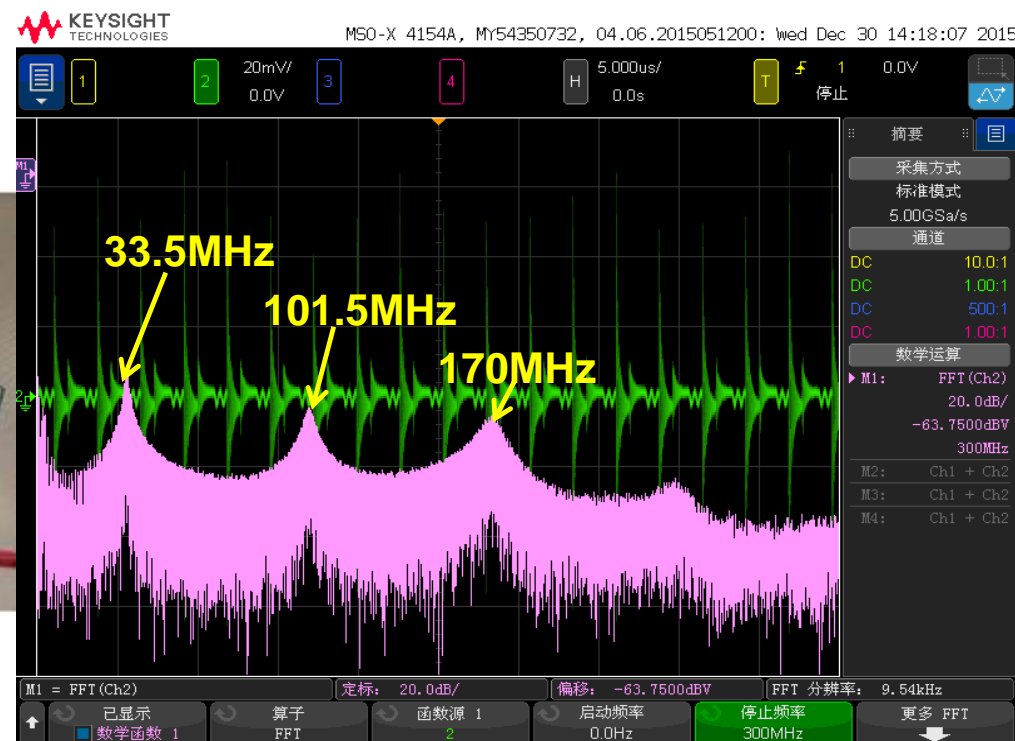 KEYSIGHT
TECHNOLOGIES
MSO-X 4154A, MY54350732, 04.06.2015051200: Wed Dec 30 14:18:07 2015
1
2
20mV/
0.0V
3
4
H
5.000us/
0.0s
T
1
0.0V
停止
M1
摘要
采集方式
标准模式
5.00GSa/s
通道
DC 10.0:1
DC 1.00:1
DC 500:1
DC 1.00:1
数学运算
M1: FFT(Ch2)
20.0dB/
-63.7500dBV
300MHz
M2: Ch1 + Ch2
M3: Ch1 + Ch2
M4: Ch1 + Ch2
33.5MHz
101.5MHz
170MHz
2
M1 = FFT(Ch2)
定标: 20.0dB/
偏移: -63.7500dBV
FFT 分辨率: 9.54kHz
已显示
数学函数 1
算子
FFT
函数源 1
2
启动频率
0.0Hz
停止频率
300MHz
更多 FFT